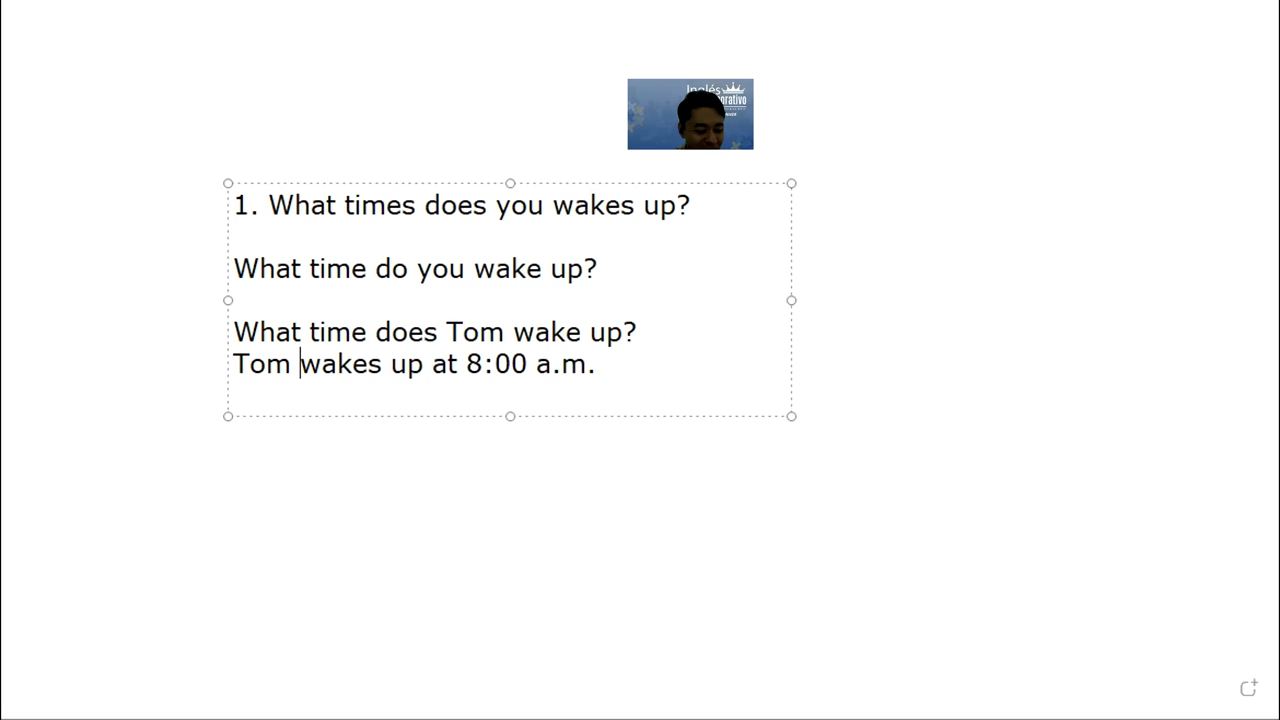 Inglés
1. What times does you wakes up?
What time do you wake up?
What time does Tom wake up?
Tom wakes up at 8:00 a.m.